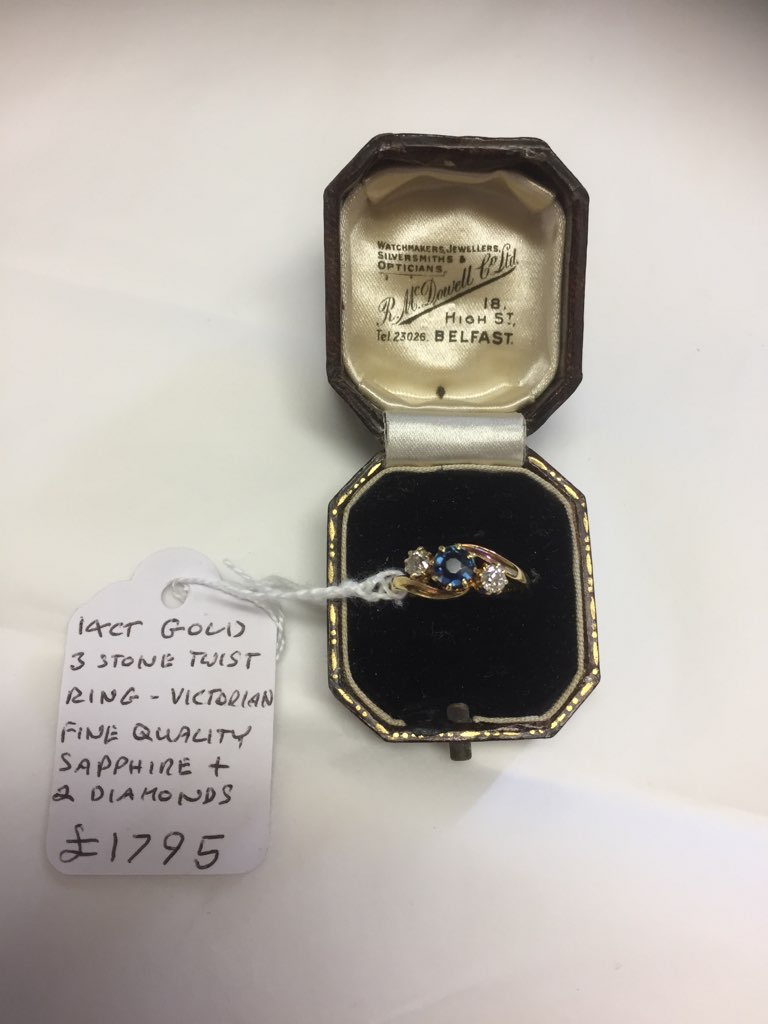 WATCHMAKERS, JEWELLERS,
SILVERSMITHS &
OPTICIANS,
R. McDowell & Co Ltd.
18,
HIGH ST,
Tel. 23026. BELFAST.
14CT GOLD
3 STONE TWIST
RING - VICTORIAN
FINE QUALITY
SAPPHIRE +
2 DIAMONDS
£1795